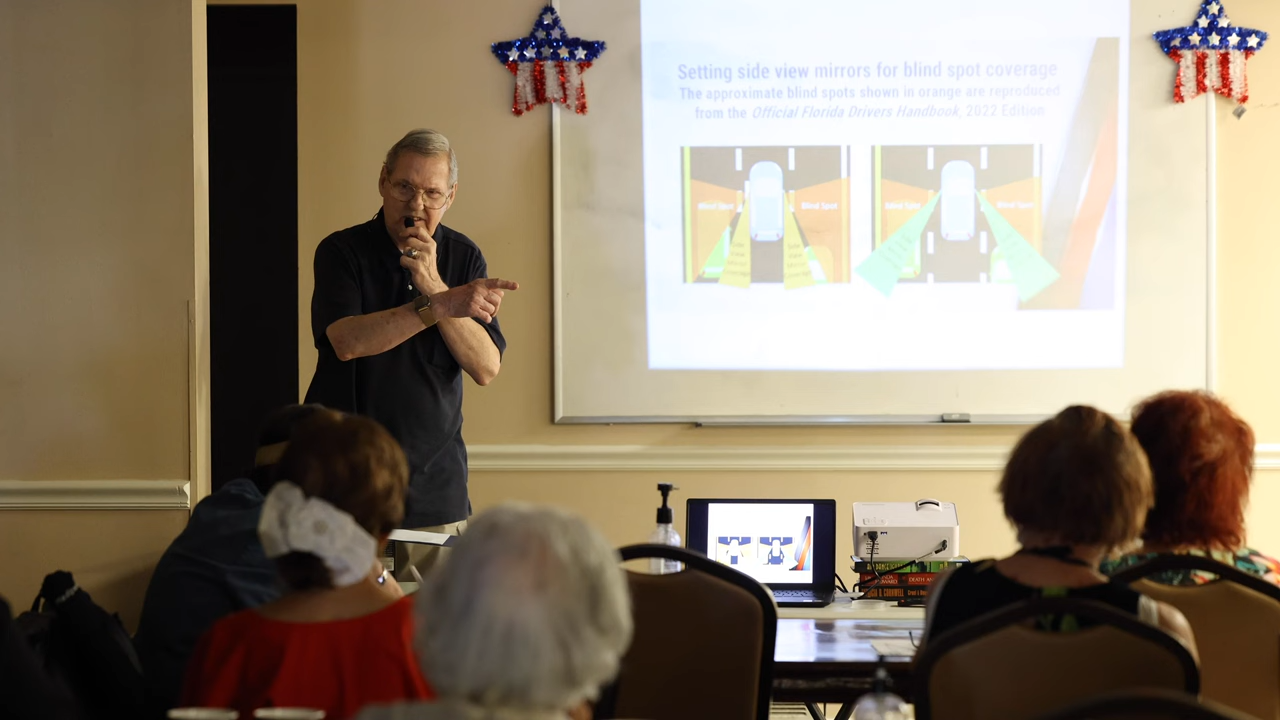 Setting side view mirrors for blind spot coverage
The approximate blind spots shown in orange are reproduced
from the Official Florida Drivers Handbook, 2022 Edition
Blind Spot
Blind Spot
Blind Spot
Blind Spot